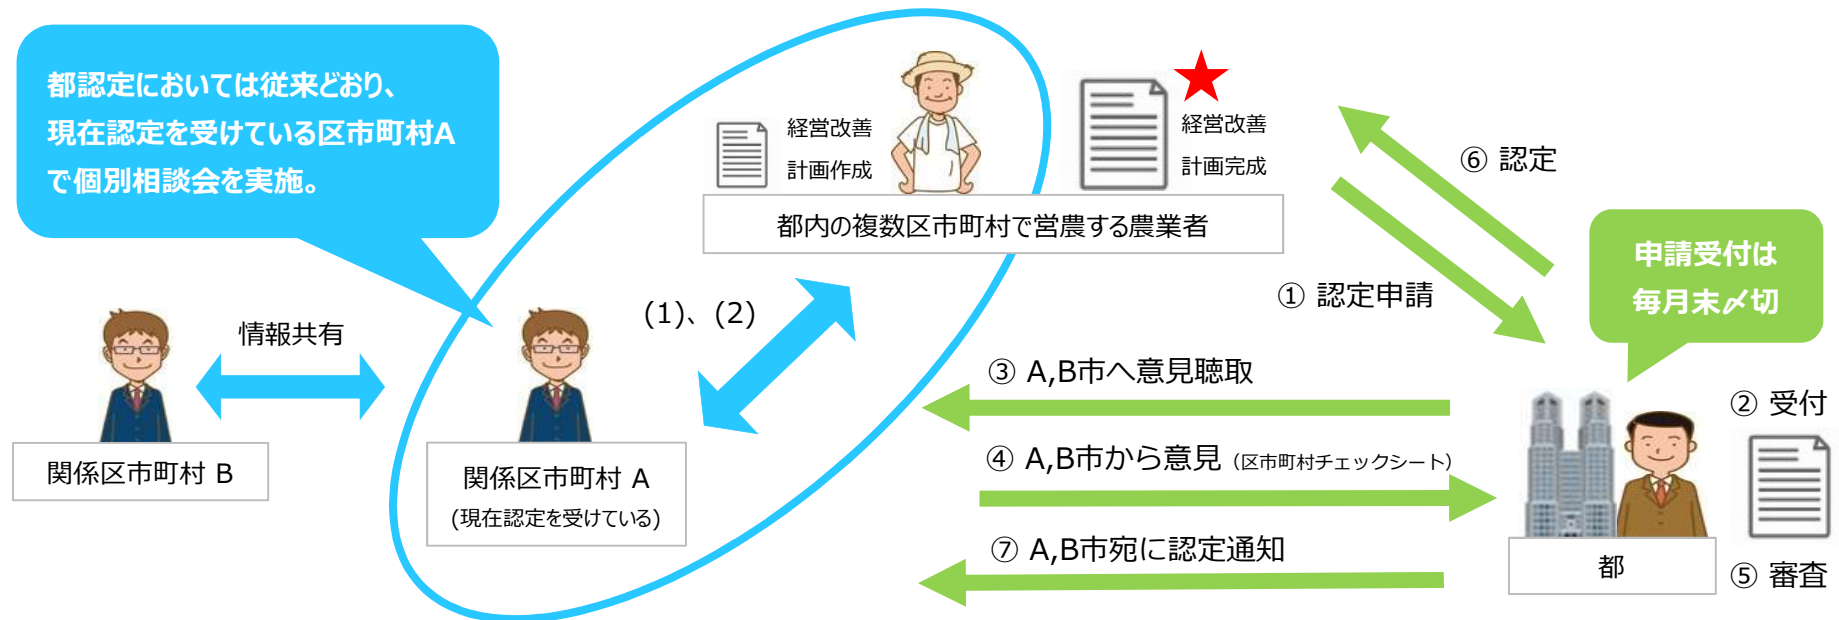 都認定においては従来どおり、
現在認定を受けている区市町村A
で個別相談会を実施。
経営改善
計画作成
経営改善
計画完成
都内の複数区市町村で営農する農業者
⑥ 認定
① 認定申請
申請受付は
毎月末〆切
(1)、(2)
情報共有
関係区市町村 B
関係区市町村 A
(現在認定を受けている)
③ A,B市へ意見聴取
④ A,B市から意見（区市町村チェックシート）
⑦ A,B市宛に認定通知
② 受付
都
⑤ 審査